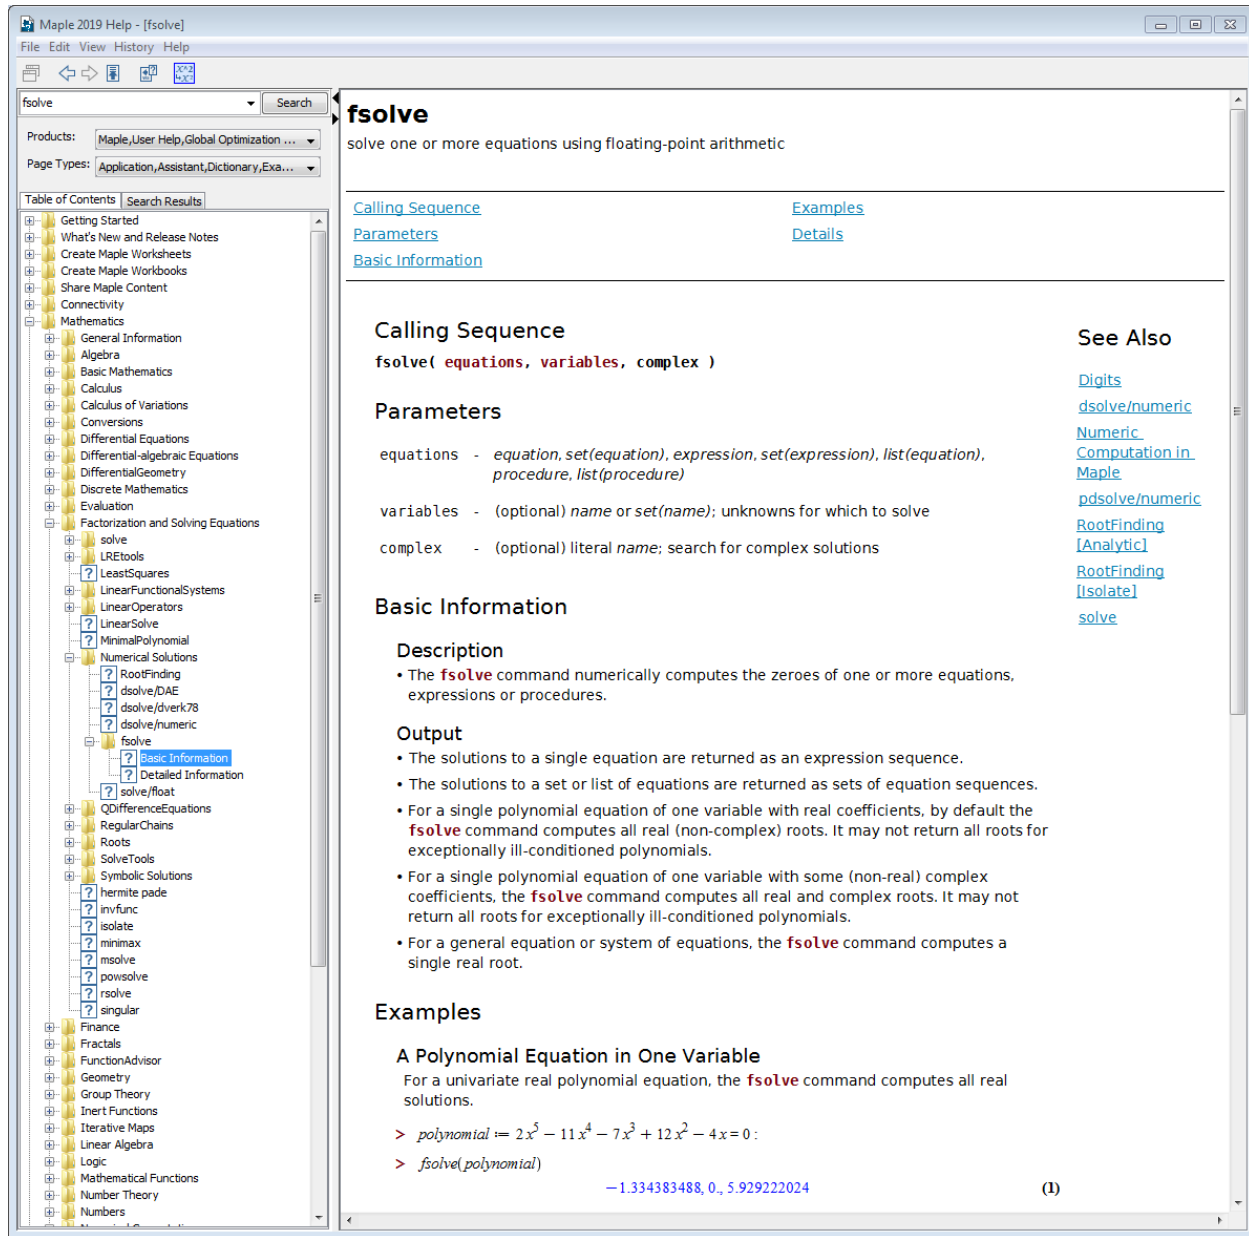 Maple 2019 Help - [fsolve]
File Edit View History Help
fsolve
Search
Products:
Maple,User Help,Global Optimization ...
Page Types:
Application,Assistant,Dictionary,Exa...
Table of Contents
Search Results
Getting Started
What's New and Release Notes
Create Maple Worksheets
Create Maple Workbooks
Share Maple Content
Connectivity
Mathematics
General Information
Algebra
Basic Mathematics
Calculus
Calculus of Variations
Conversions
Differential Equations
Differential-algebraic Equations
DifferentialGeometry
Discrete Mathematics
Evaluation
Factorization and Solving Equations
solve
LREtools
LeastSquares
LinearFunctionalSystems
LinearOperators
LinearSolve
MinimalPolynomial
Numerical Solutions
RootFinding
dsolve/DAE
dsolve/dverk78
dsolve/numeric
fsolve
Basic Information
Detailed Information
solve/float
QDifferenceEquations
RegularChains
Roots
SolveTools
Symbolic Solutions
hermite pade
invfunc
isolate
minimax
msolve
powsolve
rsolve
singular
Finance
Fractals
FunctionAdvisor
Geometry
Group Theory
Inert Functions
Iterative Maps
Linear Algebra
Logic
Mathematical Functions
Number Theory
Numbers
fsolve
solve one or more equations using floating-point arithmetic
Calling Sequence
Examples
Parameters
Details
Basic Information
Calling Sequence
fsolve( equations, variables, complex )
Parameters
equations - equation, set(equation), expression, set(expression), list(equation),
procedure, list(procedure)
variables - (optional) name or set(name); unknowns for which to solve
complex - (optional) literal name; search for complex solutions
Basic Information
Description
• The fsolve command numerically computes the zeroes of one or more equations,
expressions or procedures.
Output
• The solutions to a single equation are returned as an expression sequence.
• The solutions to a set or list of equations are returned as sets of equation sequences.
• For a single polynomial equation of one variable with real coefficients, by default the
fsolve command computes all real (non-complex) roots. It may not return all roots for
exceptionally ill-conditioned polynomials.
• For a single polynomial equation of one variable with some (non-real) complex
coefficients, the fsolve command computes all real and complex roots. It may not
return all roots for exceptionally ill-conditioned polynomials.
• For a general equation or system of equations, the fsolve command computes a
single real root.
Examples
A Polynomial Equation in One Variable
For a univariate real polynomial equation, the fsolve command computes all real
solutions.
> polynomial := 2x^5 − 11x^4 − 7x^3 + 12x^2 − 4x = 0 :
> fsolve(polynomial)
−1.334383488, 0., 5.929222024 (1)
See Also
Digits
dsolve/numeric
Numeric
Computation in
Maple
pdsolve/numeric
RootFinding
[Analytic]
RootFinding
[Isolate]
solve